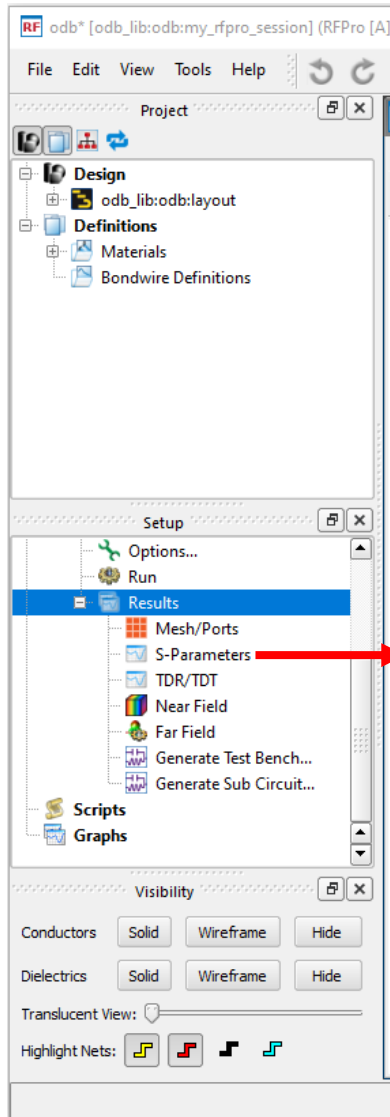 RF odb* [odb_lib:odb:my_rfpro_session] (RFPro [A]
File Edit View Tools Help
Project
Design
odb_lib:odb:layout
Definitions
Materials
Bondwire Definitions
Setup
Options...
Run
Results
Mesh/Ports
S-Parameters
TDR/TDT
Near Field
Far Field
Generate Test Bench...
Generate Sub Circuit...
Scripts
Graphs
Visibility
Conductors Solid Wireframe Hide
Dielectrics Solid Wireframe Hide
Translucent View:
Highlight Nets: